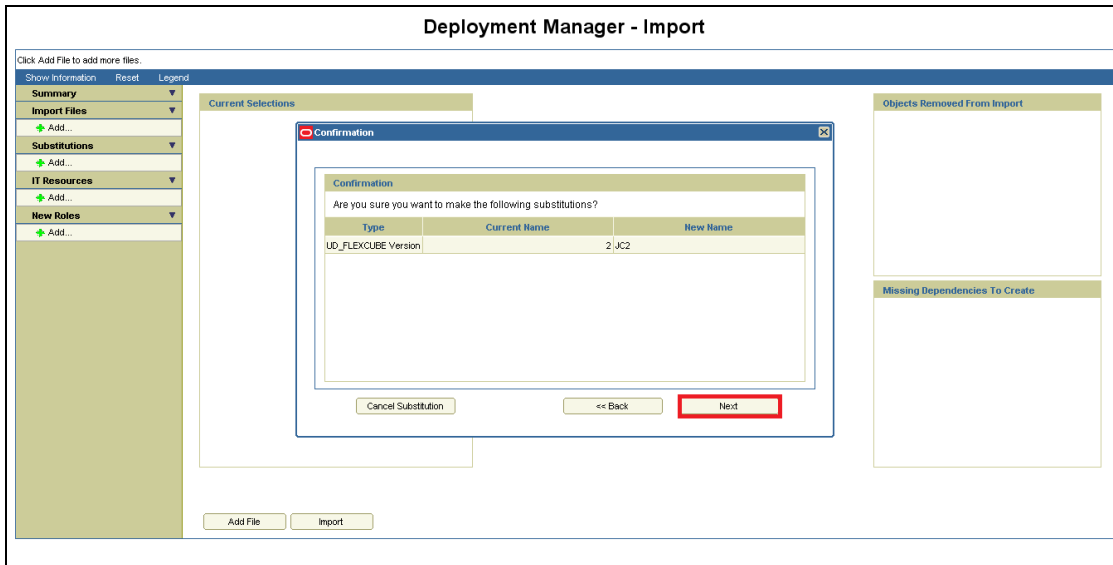 Deployment Manager - Import
Click Add File to add more files.
Show Information Reset Legend
Summary
Import Files
Add...
Substitutions
Add...
IT Resources
Add...
New Roles
Add...
Current Selections
Confirmation
Confirmation
Are you sure you want to make the following substitutions?
Type Current Name New Name
UD_FLEXCUBE Version 2 JC2
Cancel Substitution << Back Next
Objects Removed From Import
Missing Dependencies To Create
Add File Import